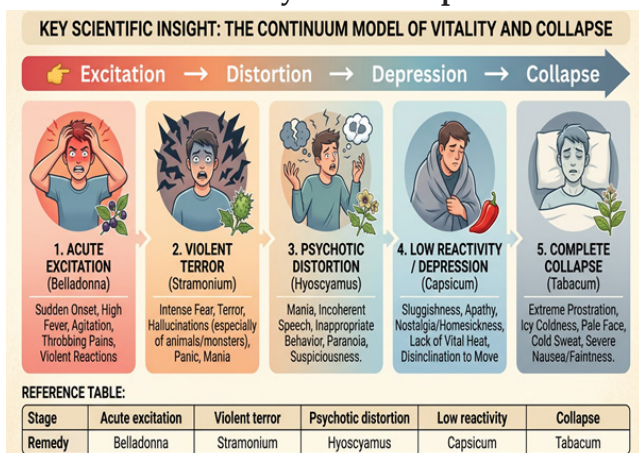 KEY SCIENTIFIC INSIGHT: THE CONTINUUM MODEL OF VITALITY AND COLLAPSE
Excitation → Distortion → Depression → Collapse
1. ACUTE
EXCITATION
(Belladonna)
Sudden Onset, High
Fever, Agitation,
Throbbing Pains,
Violent Reactions
2. VIOLENT
TERROR
(Stramonium)
Intense Fear, Terror,
Hallucinations (especially
of animals/monsters),
Panic, Mania
3. PSYCHOTIC
DISTORTION
(Hyoscyamus)
Mania, Incoherent
Speech, Inappropriate
Behavior, Paranoia,
Suspiciousness.
4. LOW REACTIVITY
/ DEPRESSION
(Capsicum)
Sluggishness, Apathy,
Nostalgia/Homesickness,
Lack of Vital Heat,
Disinclination to Move
5. COMPLETE
COLLAPSE
(Tabacum)
Extreme Prostration,
Icy Coldness, Pale Face,
Cold Sweat, Severe
Nausea/Faintness.
REFERENCE TABLE:
Stage Acute excitation Violent terror Psychotic distortion Low reactivity Collapse
Remedy Belladonna Stramonium Hyoscyamus Capsicum Tabacum